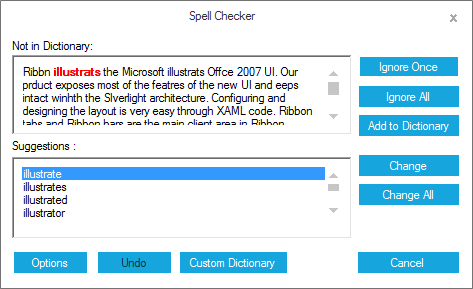 Spell Checker
x
Not in Dictionary:
Ribbn illustrats the Microsoft illustrats Offce 2007 UI. Our
prduct exposes most of the featres of the new UI and eeps
intact winhth the Slverlight architecture. Configuring and
designing the layout is very easy through XAML code. Ribbon
tabs and Ribbon bars are the main client area in Ribbon
Ignore Once
Ignore All
Add to Dictionary
Suggestions :
illustrate
illustrates
illustrated
illustrator
Change
Change All
Options
Undo
Custom Dictionary
Cancel